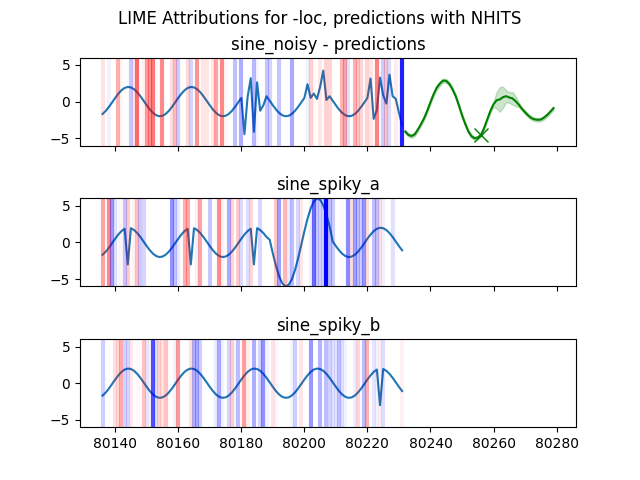 LIME Attributions for -loc, predictions with NHITS
sine_noisy - predictions
5
0
−5
sine_spiky_a
5
0
−5
sine_spiky_b
5
0
−5
80140 80160 80180 80200 80220 80240 80260 80280